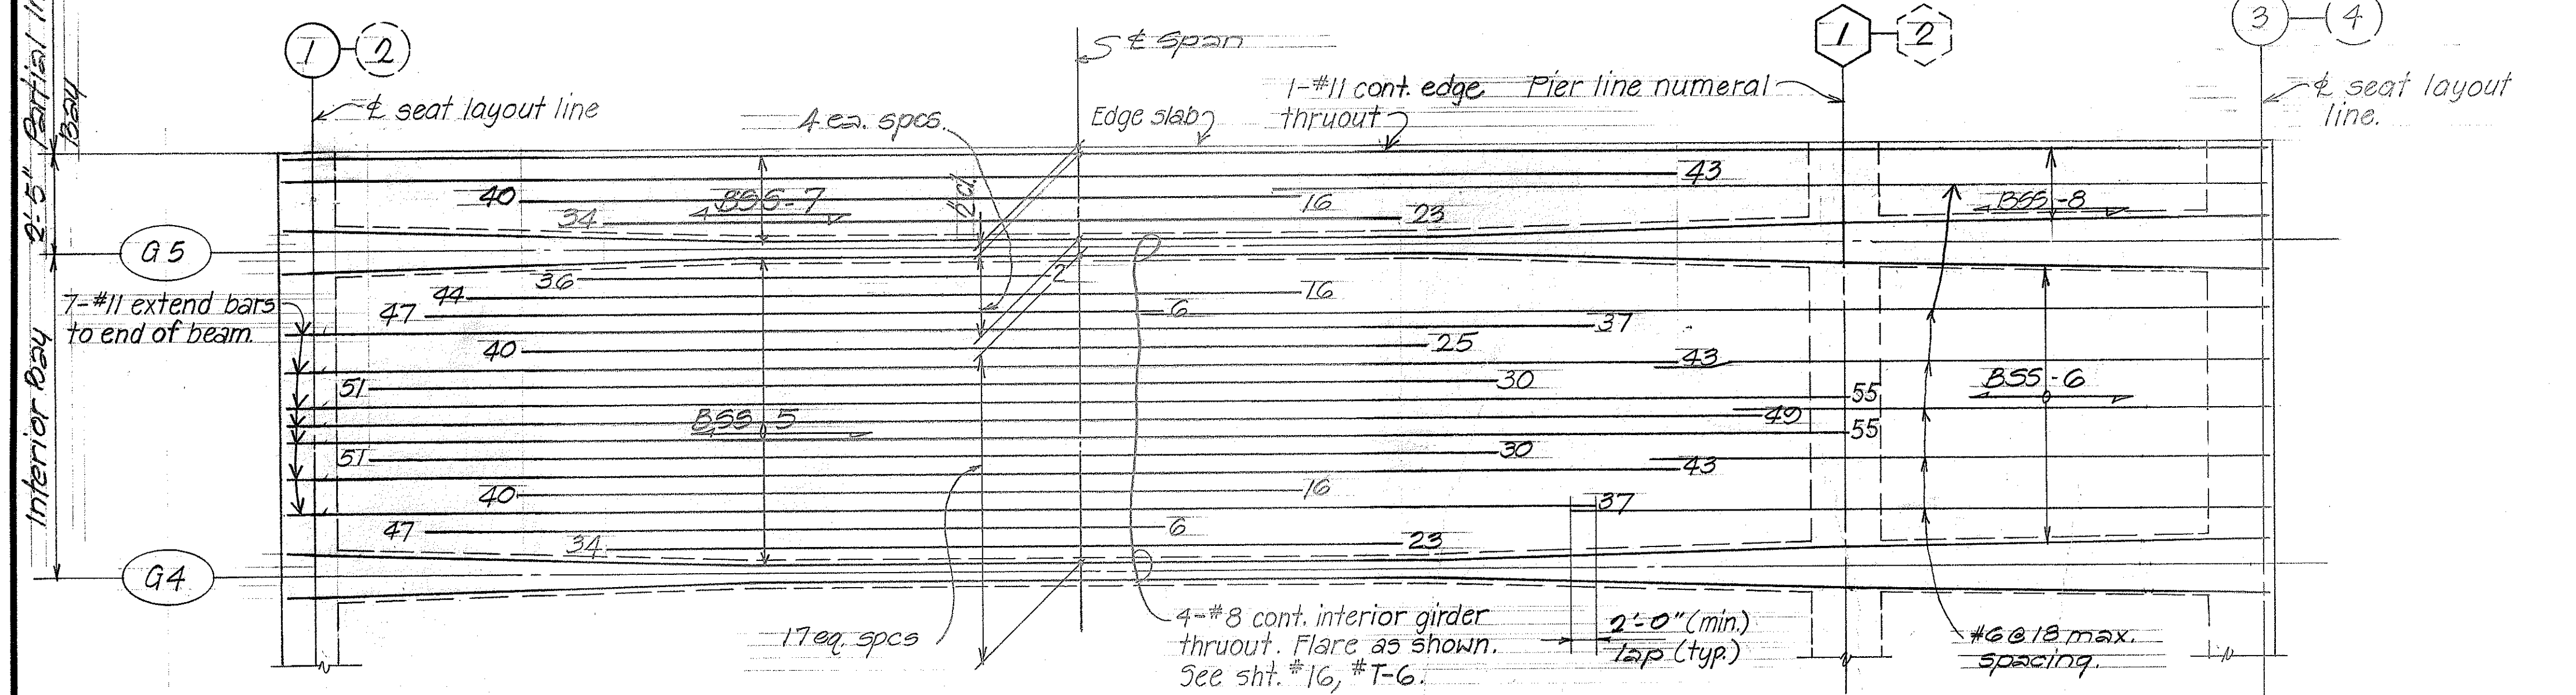 2'-5" Partial
Bay
Interior Bay
1 2
℄ seat layout line
℄ span
4 ea. spcs.
Edge slab
1-#11 cont. edge
thruout
Pier line numeral
1 2
3 4
℄ seat layout
line.
G5
40
34
BSS-7
2"cl.
16
23
43
BSS-8
7-#11 extend bars
to end of beam.
36
2
44
16
47
6
37
40
25
43
51
30
55
49
BSS-5
55
BSS-6
51
30
43
40
16
37
47
6
34
23
G4
17 eq. spcs
4-#8 cont. interior girder
thruout. Flare as shown.
See sht. #16, #T-6.
2'-0" (min.)
lap (typ.)
#6@18 max.
spacing.